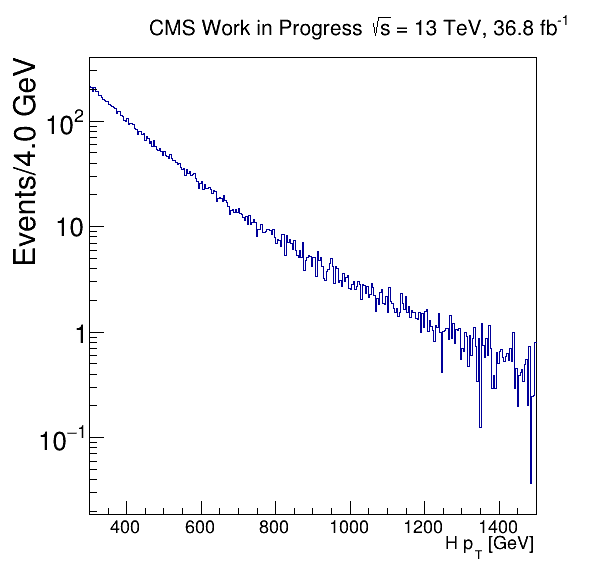 CMS Work in Progress √s = 13 TeV, 36.8 fb⁻¹
Events/4.0 GeV
10²
10
1
10⁻¹
400 600 800 1000 1200 1400
H p_T [GeV]